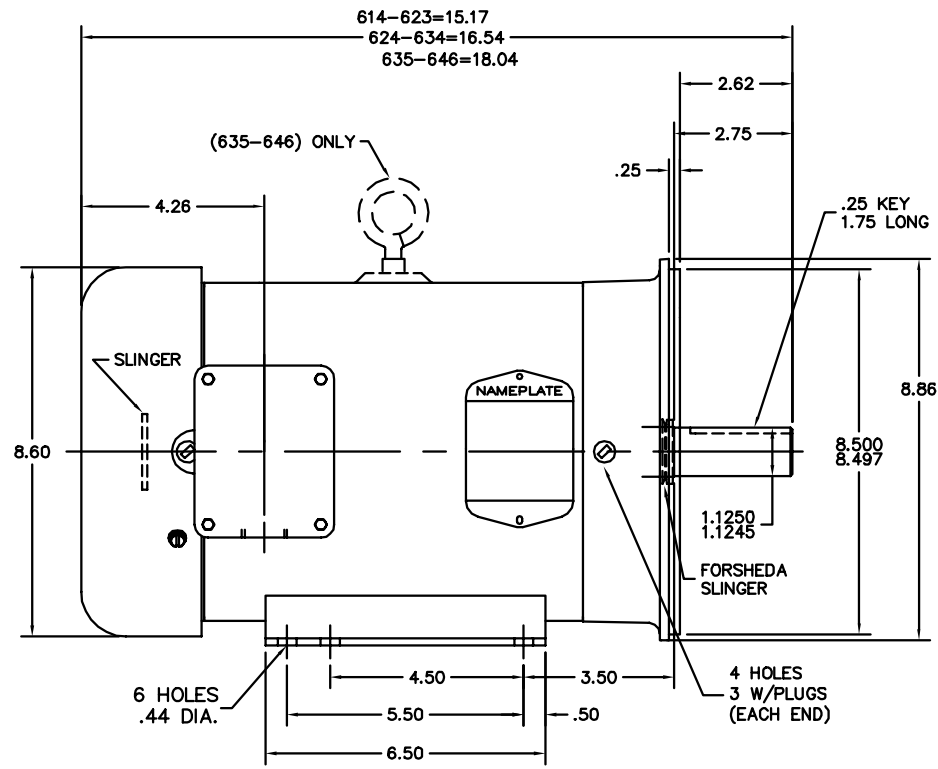 614-623=15.17
624-634=16.54
635-646=18.04
2.62
(635-646) ONLY
2.75
.25
4.26
.25 KEY
1.75 LONG
SLINGER
NAMEPLATE
8.86
8.60
8.500
8.497
1.1250
1.1245
FORSHEDA
SLINGER
6 HOLES
.44 DIA.
4.50
3.50
4 HOLES
3 W/PLUGS
(EACH END)
5.50
.50
6.50